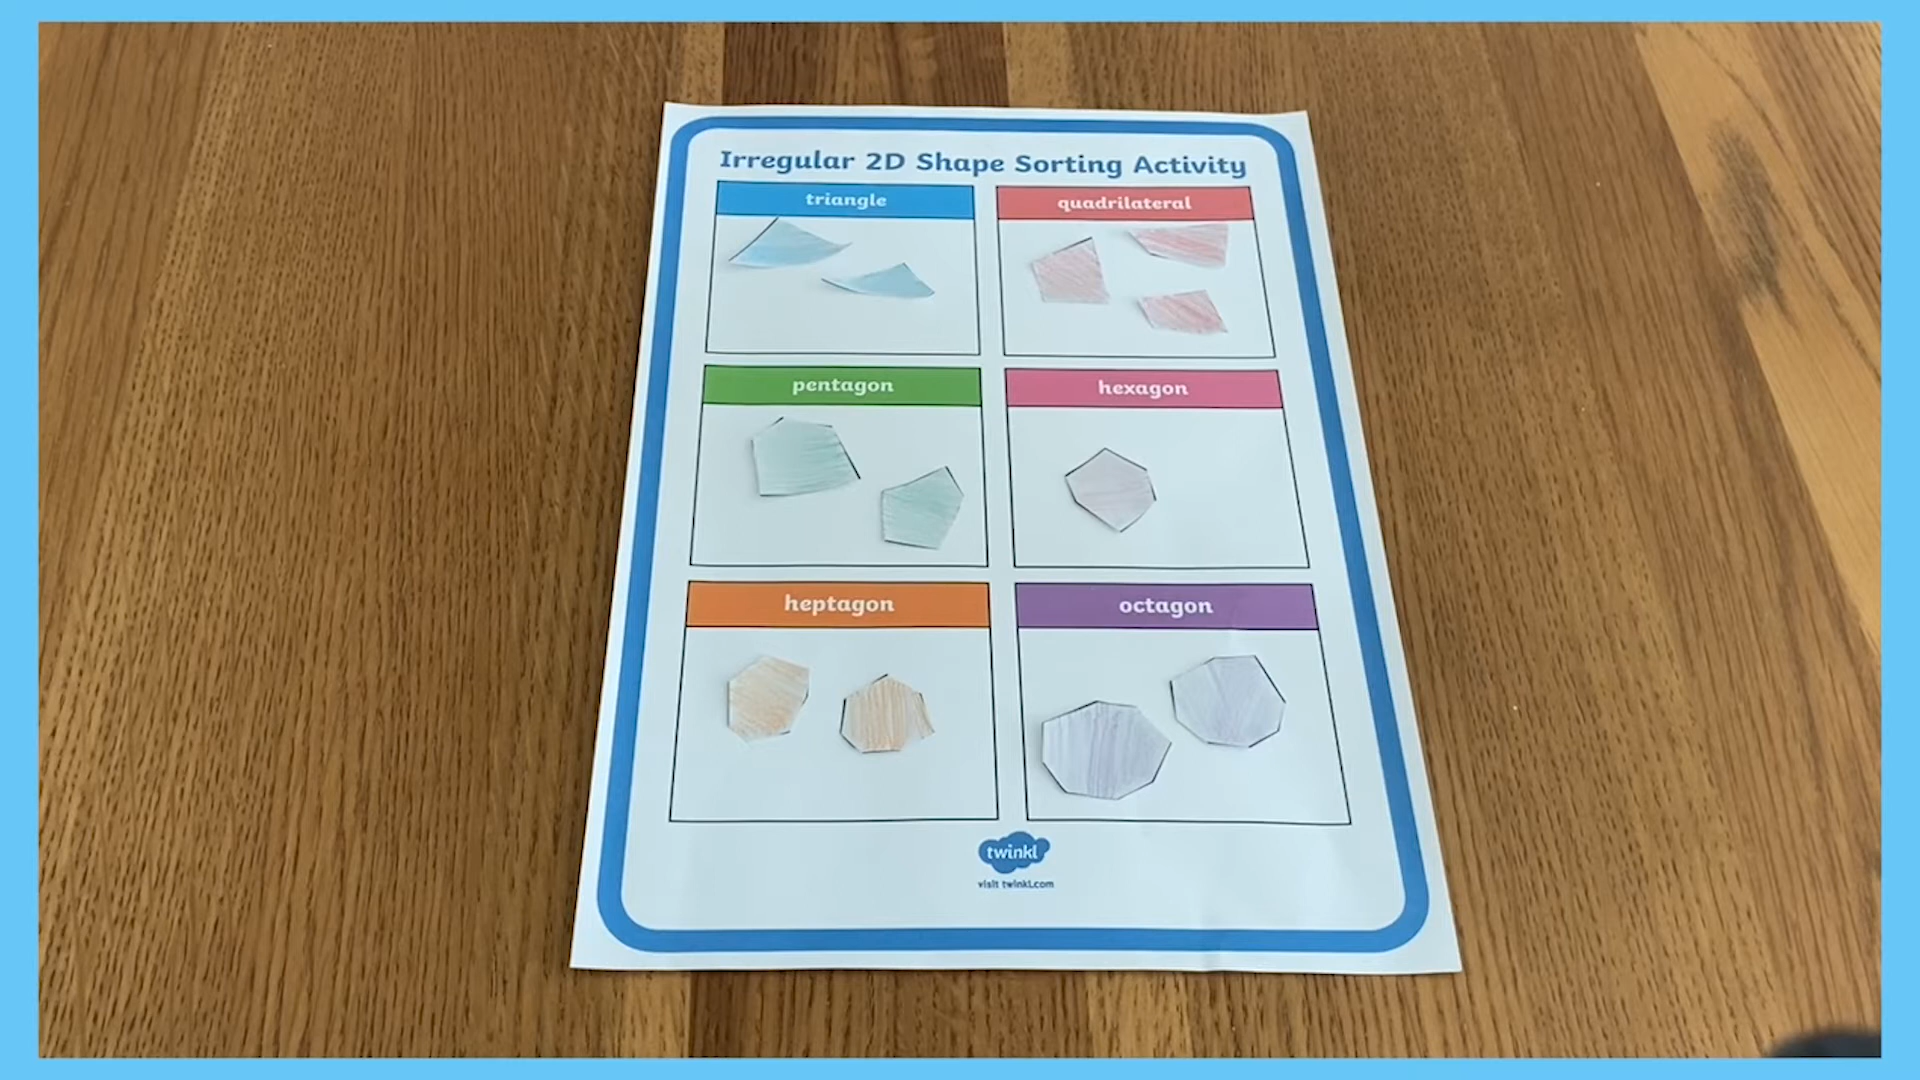 Irregular 2D Shape Sorting Activity
triangle
quadrilateral
pentagon
hexagon
heptagon
octagon
twinkl
visit twinkl.com